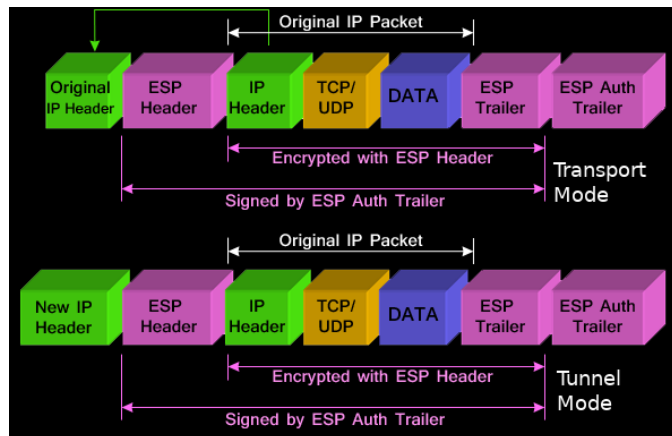 Original IP Packet
Original
IP Header
ESP
Header
IP
Header
TCP/
UDP
DATA
ESP
Trailer
ESP Auth
Trailer
Encrypted with ESP Header
Signed by ESP Auth Trailer
Transport
Mode
Original IP Packet
New IP
Header
ESP
Header
IP
Header
TCP/
UDP
DATA
ESP
Trailer
ESP Auth
Trailer
Encrypted with ESP Header
Signed by ESP Auth Trailer
Tunnel
Mode